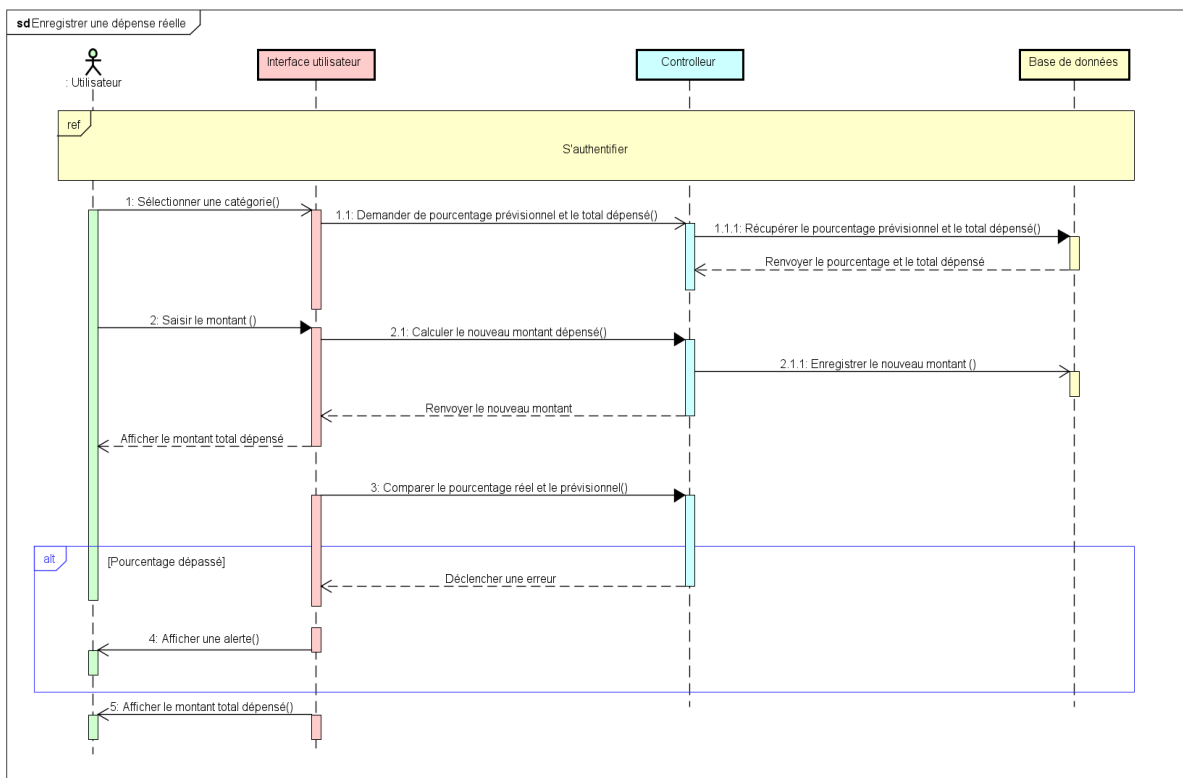 sd Enregistrer une dépense réelle
: Utilisateur
Interface utilisateur
Controlleur
Base de données
ref
S'authentifier
1: Sélectionner une catégorie()
1.1: Demander de pourcentage prévisionnel et le total dépensé()
1.1.1: Récupérer le pourcentage prévisionnel et le total dépensé()
Renvoyer le pourcentage et le total dépensé
2: Saisir le montant ()
2.1: Calculer le nouveau montant dépensé()
2.1.1: Enregistrer le nouveau montant ()
Renvoyer le nouveau montant
Afficher le montant total dépensé
3: Comparer le pourcentage réel et le prévisionnel()
alt
[Pourcentage dépassé]
Déclencher une erreur
4: Afficher une alerte()
5: Afficher le montant total dépensé()